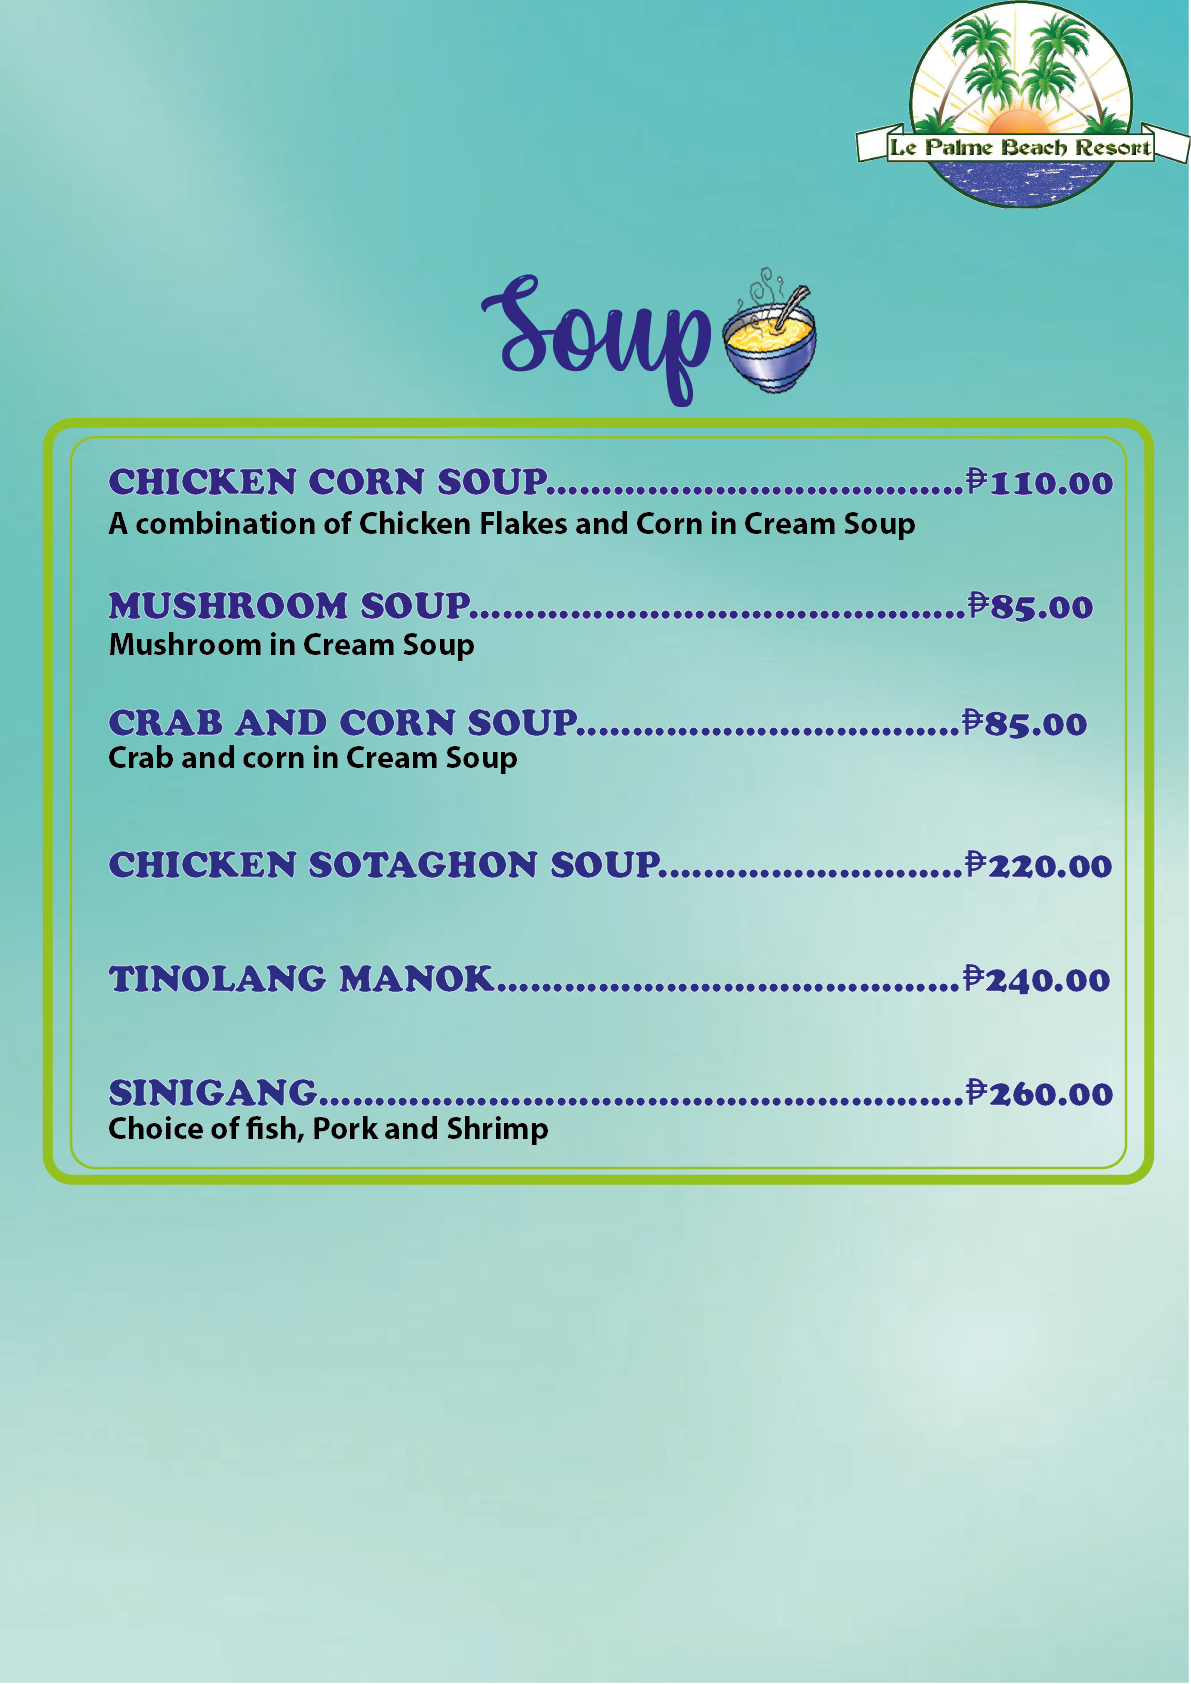 Le Palme Beach Resort
Soup
CHICKEN CORN SOUP.....................................₱110.00
A combination of Chicken Flakes and Corn in Cream Soup
MUSHROOM SOUP............................................₱85.00
Mushroom in Cream Soup
CRAB AND CORN SOUP..................................₱85.00
Crab and corn in Cream Soup
CHICKEN SOTAGHON SOUP...........................₱220.00
TINOLANG MANOK.........................................₱240.00
SINIGANG.........................................................₱260.00
Choice of fish, Pork and Shrimp